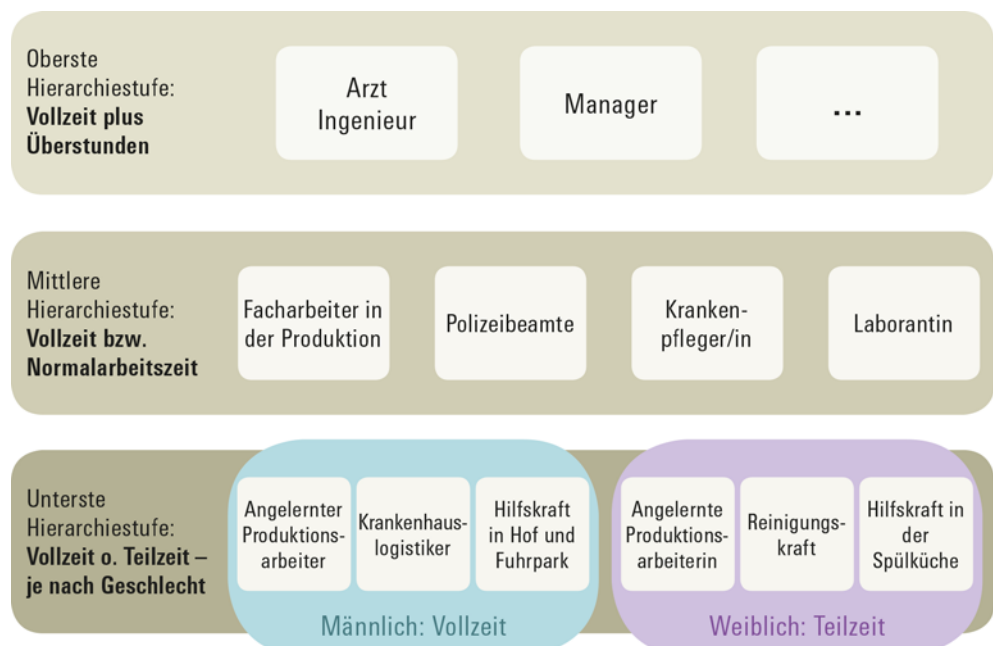 Oberste
Hierarchiestufe:
Vollzeit plus
Überstunden
Arzt
Ingenieur
Manager
...
Mittlere
Hierarchiestufe:
Vollzeit bzw.
Normalarbeitszeit
Facharbeiter in
der Produktion
Polizeibeamte
Kranken-
pfleger/in
Laborantin
Unterste
Hierarchiestufe:
Vollzeit o. Teilzeit –
je nach Geschlecht
Angelernter
Produktions-
arbeiter
Krankenhaus-
logistiker
Hilfskraft
in Hof und
Fuhrpark
Männlich: Vollzeit
Angelernte
Produktions-
arbeiterin
Reinigungs-
kraft
Hilfskraft in
der
Spülküche
Weiblich: Teilzeit